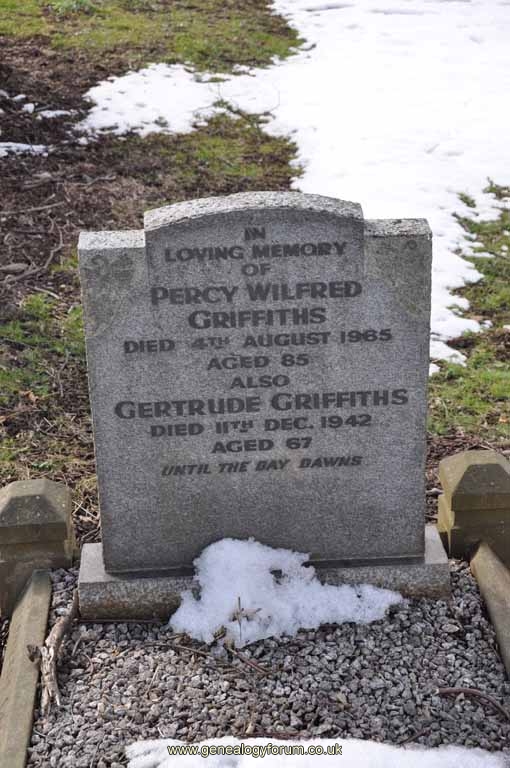 IN
LOVING MEMORY
OF
PERCY WILFRED
GRIFFITHS
DIED 4TH AUGUST 1965
AGED 85
ALSO
GERTRUDE GRIFFITHS
DIED 11TH DEC. 1942
AGED 67
UNTIL THE DAY DAWNS
www.genealogyforum.co.uk